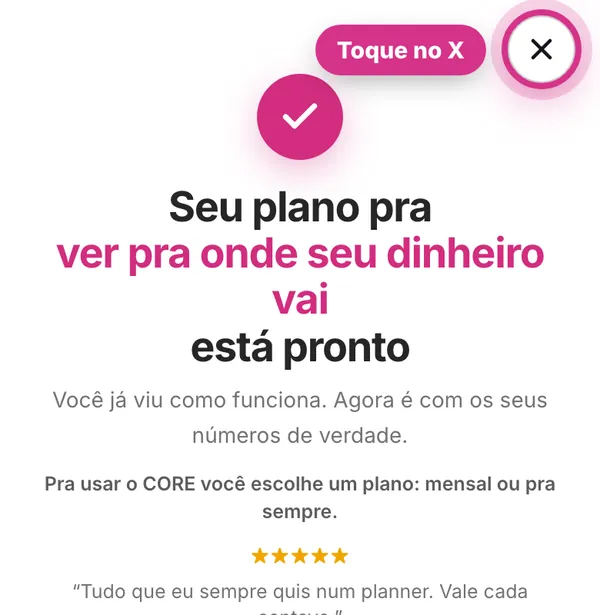 Toque no X
Seu plano pra
ver pra onde seu dinheiro
vai
está pronto
Você já viu como funciona. Agora é com os seus
números de verdade.
Pra usar o CORE você escolhe um plano: mensal ou pra
sempre.
“Tudo que eu sempre quis num planner. Vale cada
centavo.”